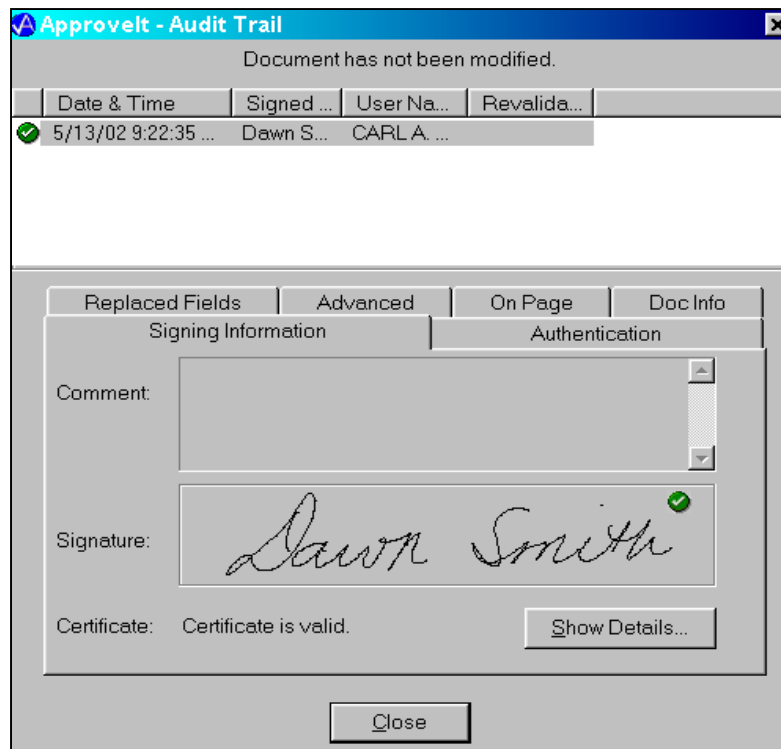 ApproveIt - Audit Trail
Document has not been modified.
Date & Time Signed ... User Na... Revalida...
5/13/02 9:22:35 ... Dawn S... CARL A. ...
Replaced Fields Advanced On Page Doc Info
Signing Information Authentication
Comment:
Signature: Dawn Smith
Certificate: Certificate is valid. Show Details...
Close